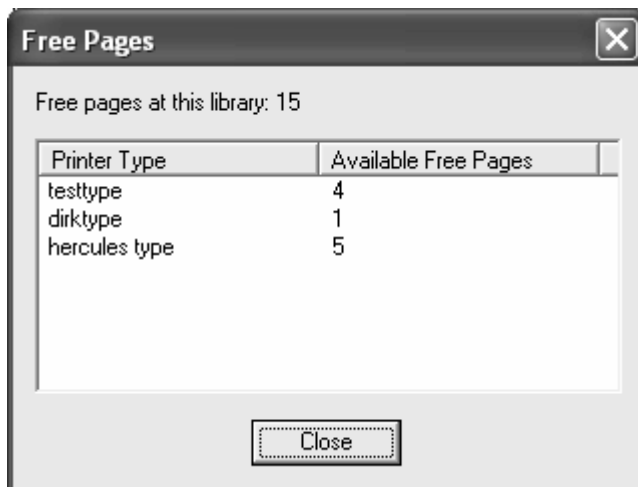 Free Pages
Free pages at this library: 15
Printer Type Available Free Pages
testtype 4
dirktype 1
hercules type 5
Close